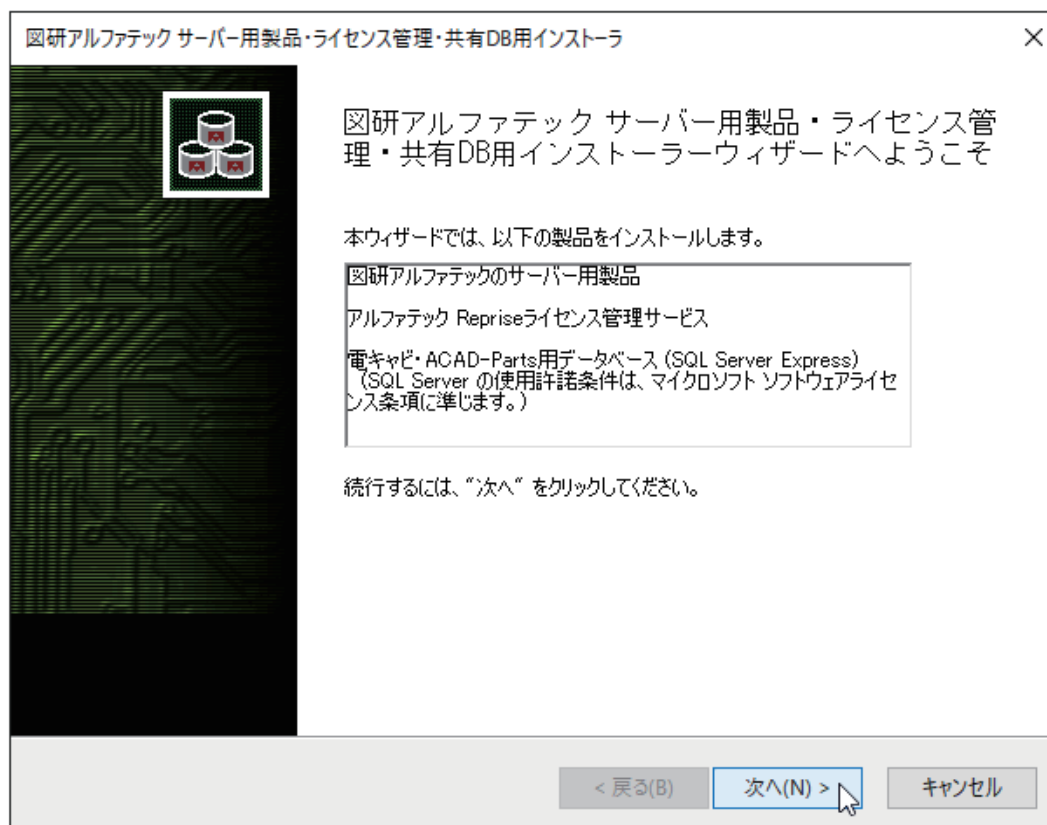 図研アルファテック サーバー用製品・ライセンス管理・共有DB用インストーラ
図研アルファテック サーバー用製品・ライセンス管
理・共有DB用インストーラーウィザードへようこそ
本ウィザードでは、以下の製品をインストールします。
図研アルファテックのサーバー用製品
アルファテック Repriseライセンス管理サービス
電キャビ・ACAD-Parts用データベース (SQL Server Express)
（SQL Server の使用許諾条件は、マイクロソフト ソフトウェアライセ
ンス条項に準じます。）
続行するには、“次へ” をクリックしてください。
< 戻る(B)
次へ(N) >
キャンセル